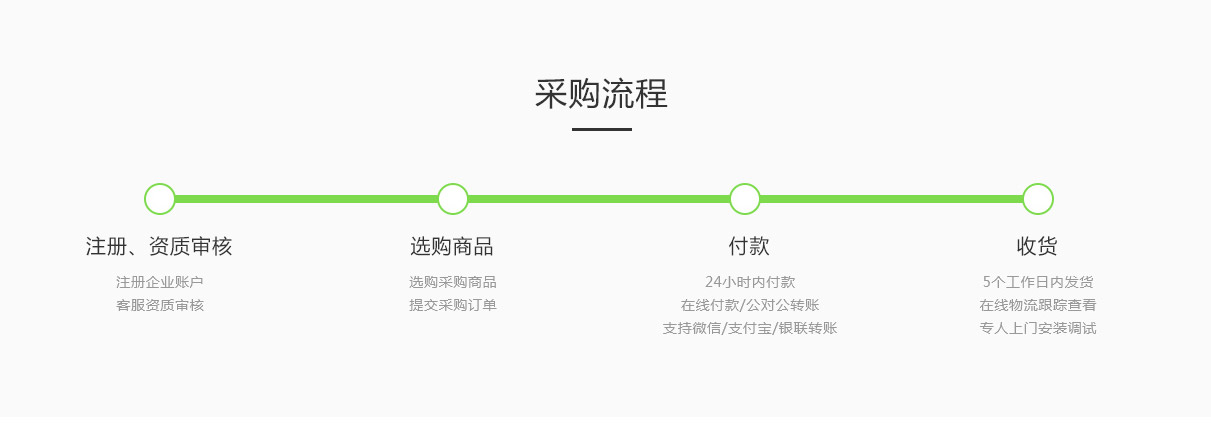 采购流程
注册、资质审核
注册企业账户
客服资质审核
选购商品
选购采购商品
提交采购订单
付款
24小时内付款
在线付款/公对公转账
支持微信/支付宝/银联转账
收货
5个工作日内发货
在线物流跟踪查看
专人上门安装调试